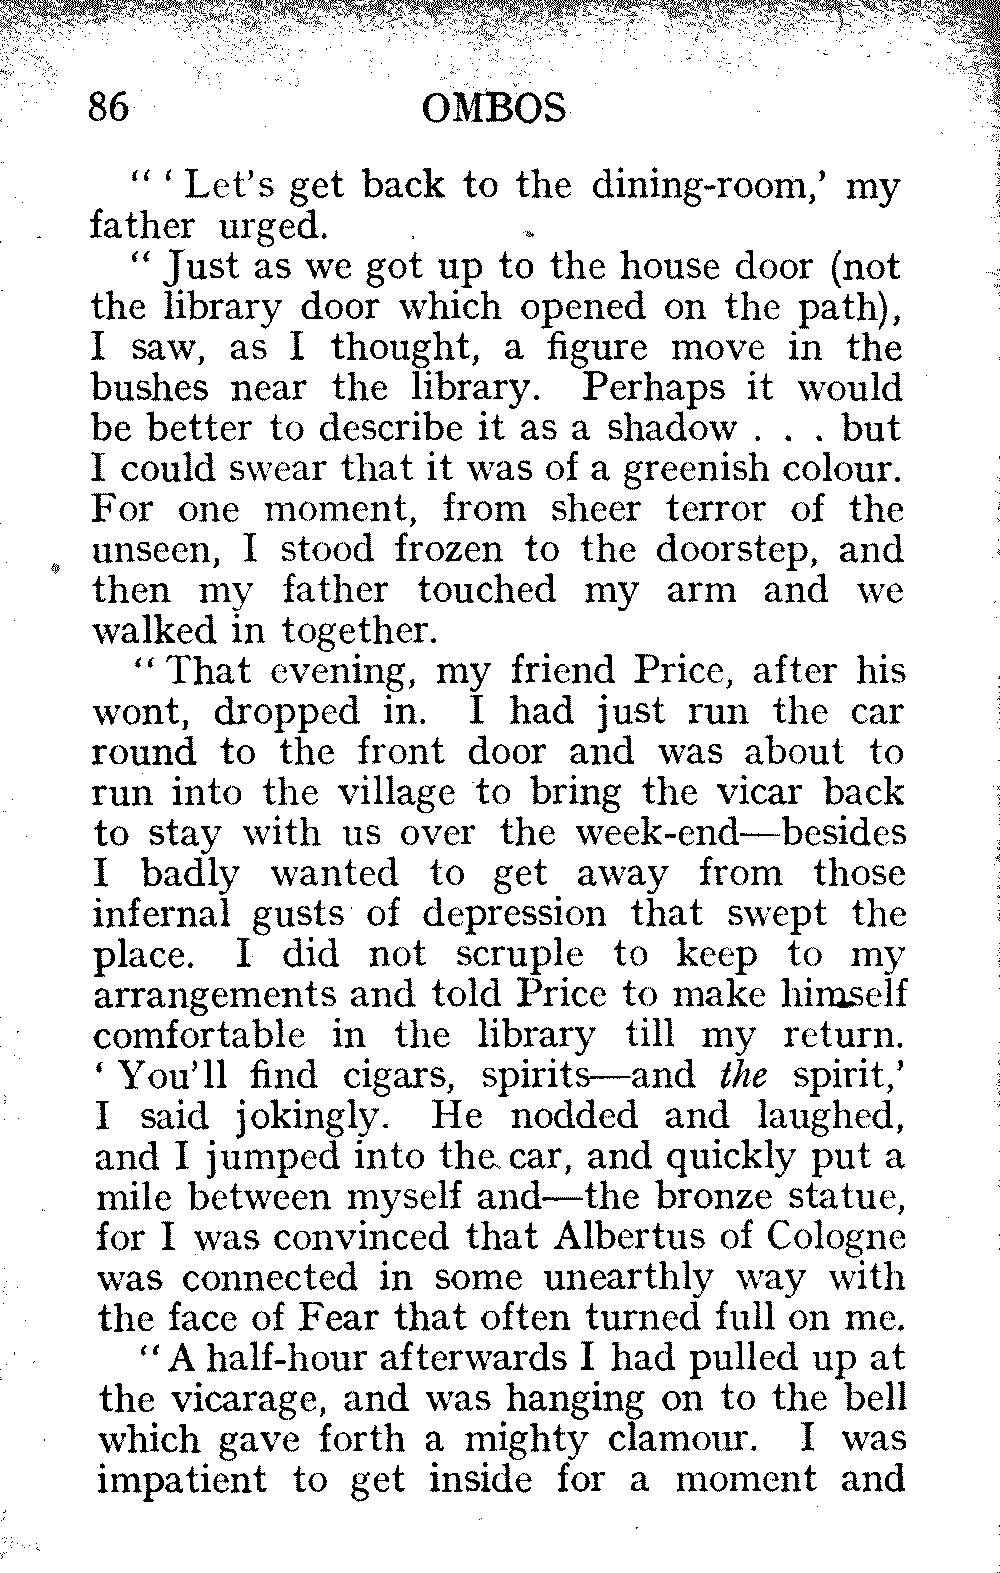 86 OMBOS
" ' Let's get back to the dining-room,' my
father urged.
" Just as we got up to the house door (not
the library door which opened on the path),
I saw, as I thought, a figure move in the
bushes near the library. Perhaps it would
be better to describe it as a shadow . . . but
I could swear that it was of a greenish colour.
For one moment, from sheer terror of the
unseen, I stood frozen to the doorstep, and
then my father touched my arm and we
walked in together.
" That evening, my friend Price, after his
wont, dropped in. I had just run the car
round to the front door and was about to
run into the village to bring the vicar back
to stay with us over the week-end—besides
I badly wanted to get away from those
infernal gusts of depression that swept the
place. I did not scruple to keep to my
arrangements and told Price to make himself
comfortable in the library till my return.
' You'll find cigars, spirits—and the spirit,'
I said jokingly. He nodded and laughed,
and I jumped into the car, and quickly put a
mile between myself and—the bronze statue,
for I was convinced that Albertus of Cologne
was connected in some unearthly way with
the face of Fear that often turned full on me.
" A half-hour afterwards I had pulled up at
the vicarage, and was hanging on to the bell
which gave forth a mighty clamour. I was
impatient to get inside for a moment and